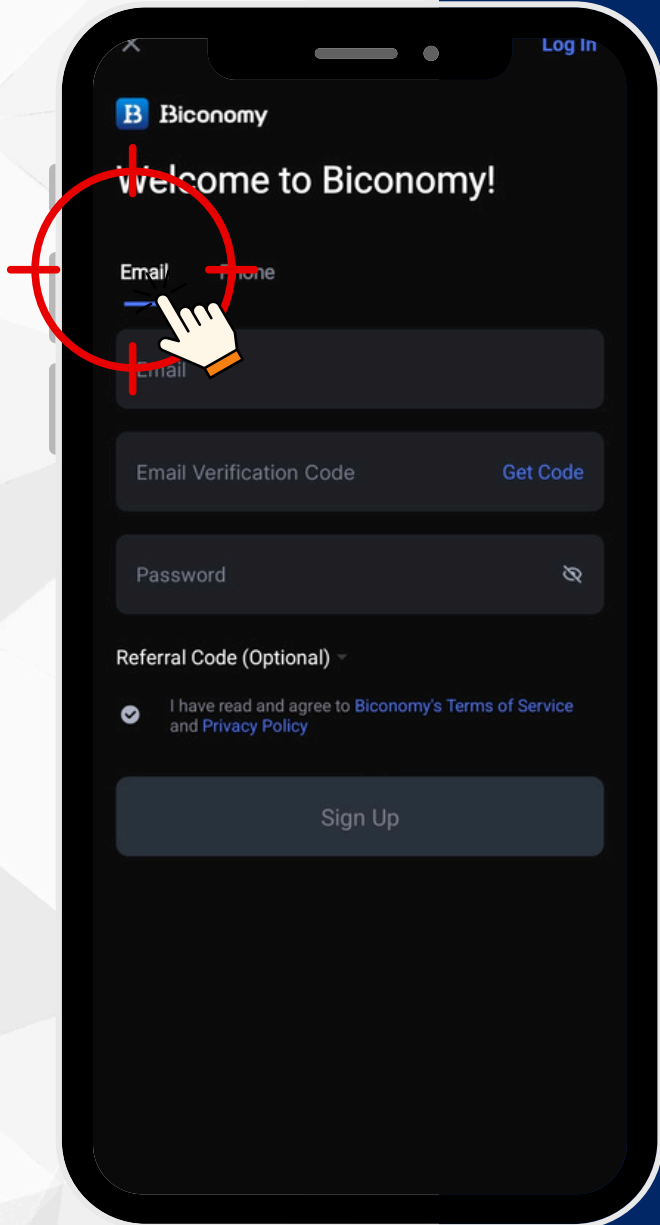 Log In
Biconomy
Welcome to Biconomy!
Email Phone
Email
Email Verification Code Get Code
Password
Referral Code (Optional)
I have read and agree to Biconomy's Terms of Service
and Privacy Policy
Sign Up